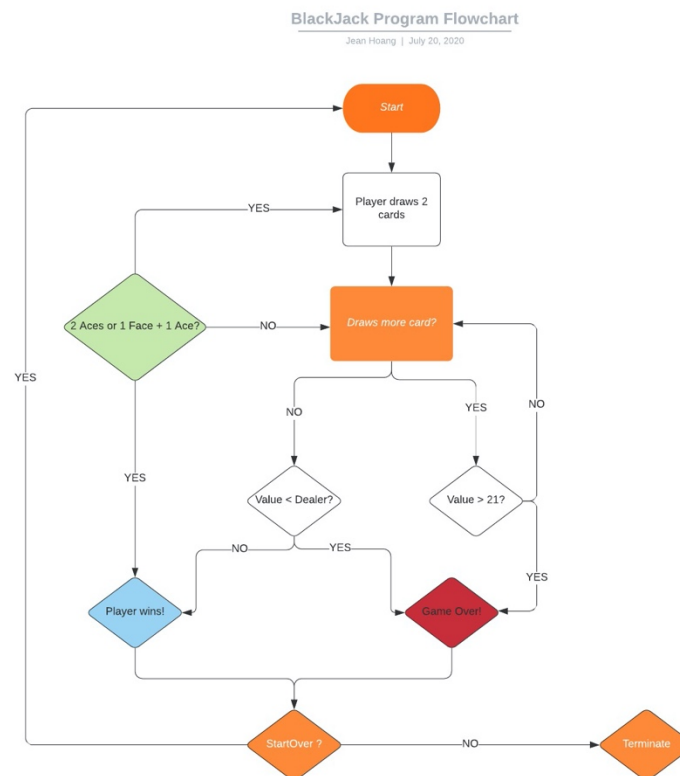 BlackJack Program Flowchart
Jean Hoang | July 20, 2020
Start
Player draws 2
cards
YES
2 Aces or 1 Face + 1 Ace?
NO
Draws more card?
YES
NO
YES
NO
YES
Value < Dealer?
Value > 21?
NO
YES
YES
Player wins!
Game Over!
StartOver ?
NO
Terminate